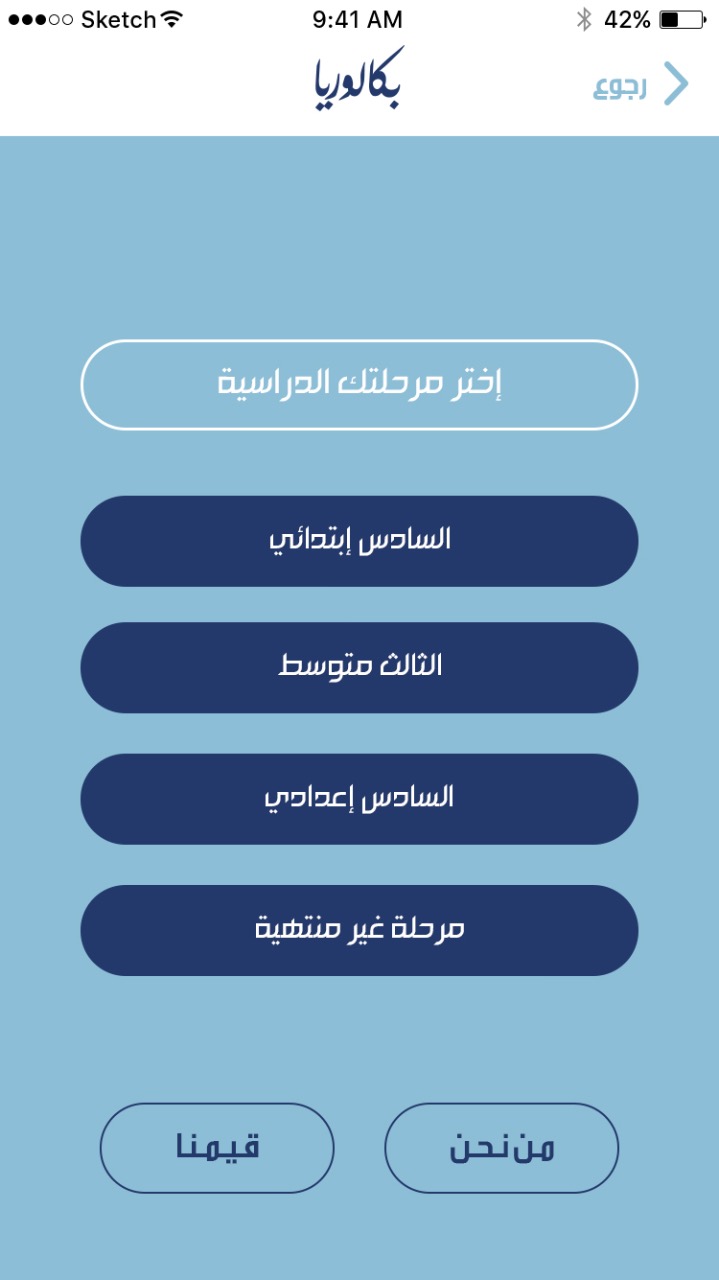 Sketch 9:41 AM 42%
رجوع
بكالوريا
إختر مرحلتك الدراسية
السادس إبتدائي
الثالث متوسط
السادس إعدادي
مرحلة غير منتهية
من نحن
قيمنا